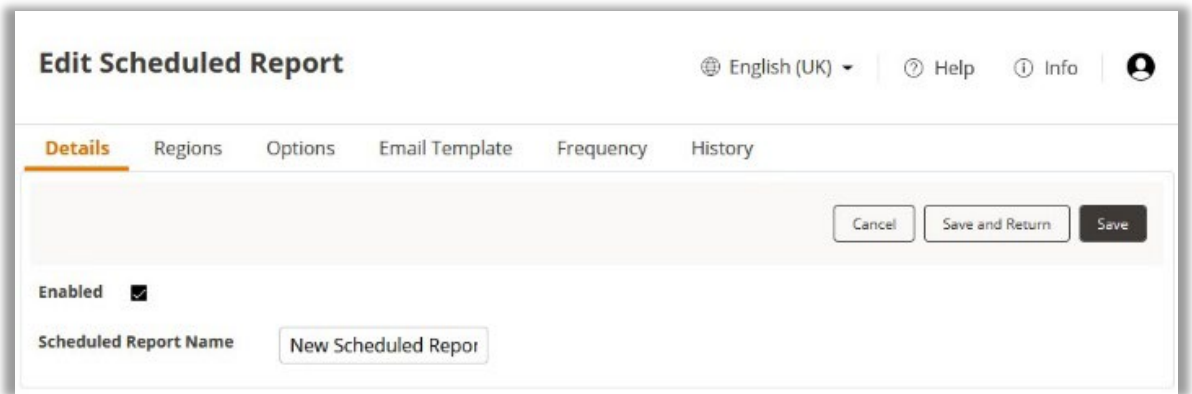 Edit Scheduled Report
English (UK) Help Info
Details Regions Options Email Template Frequency History
Cancel Save and Return Save
Enabled
Scheduled Report Name New Scheduled Repor